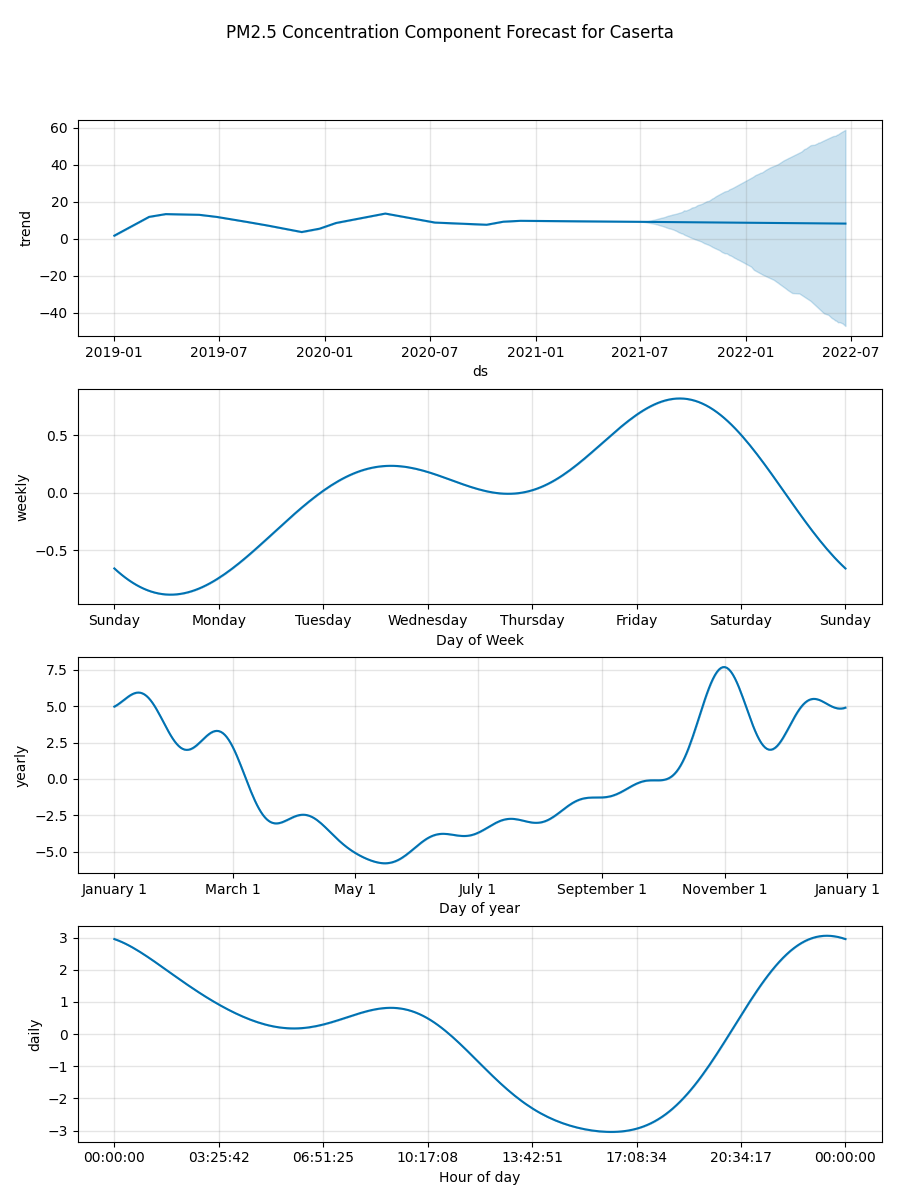 PM2.5 Concentration Component Forecast for Caserta
60
40
20
0
−20
−40
trend
2019-01 2019-07 2020-01 2020-07 2021-01 2021-07 2022-01 2022-07
ds
0.5
0.0
−0.5
weekly
Sunday Monday Tuesday Wednesday Thursday Friday Saturday Sunday
Day of Week
7.5
5.0
2.5
0.0
−2.5
−5.0
yearly
January 1 March 1 May 1 July 1 September 1 November 1 January 1
Day of year
3
2
1
0
−1
−2
−3
daily
00:00:00 03:25:42 06:51:25 10:17:08 13:42:51 17:08:34 20:34:17 00:00:00
Hour of day